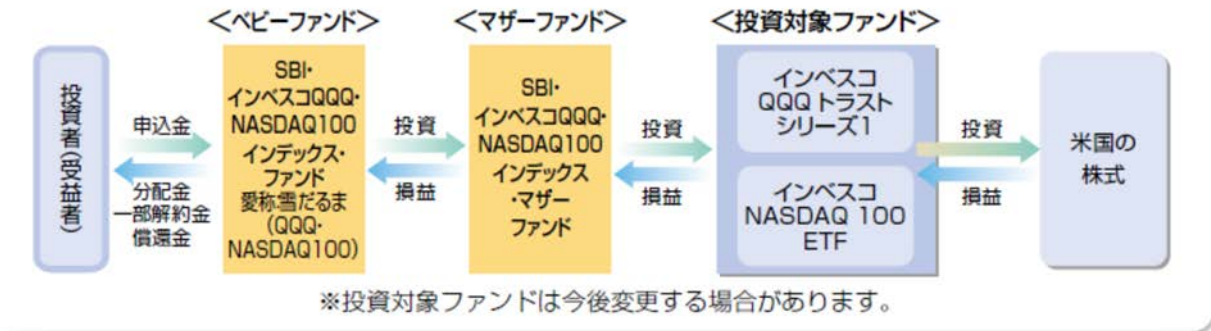 <ベビーファンド>
<マザーファンド>
<投資対象ファンド>
投資者(受益者)
申込金
分配金
一部解約金
償還金
SBI・
インベスコQQQ・
NASDAQ100
インデックス・
ファンド
愛称:雪だるま
(QQQ・
NASDAQ100)
投資
損益
SBI・
インベスコQQQ・
NASDAQ100
インデックス
・マザー
ファンド
投資
損益
インベスコ
QQQ トラスト
シリーズ1
インベスコ
NASDAQ 100
ETF
投資
損益
米国の
株式
※投資対象ファンドは今後変更する場合があります。